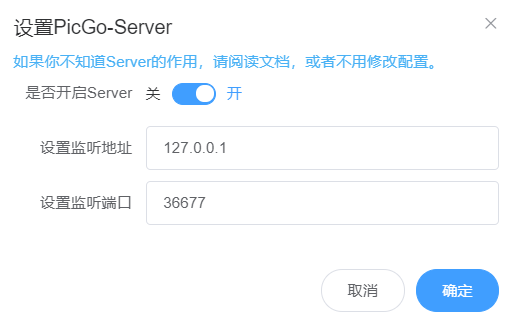 设置PicGo-Server
如果你不知道Server的作用，请阅读文档，或者不用修改配置。
是否开启Server 关 开
设置监听地址 127.0.0.1
设置监听端口 36677
取消 确定